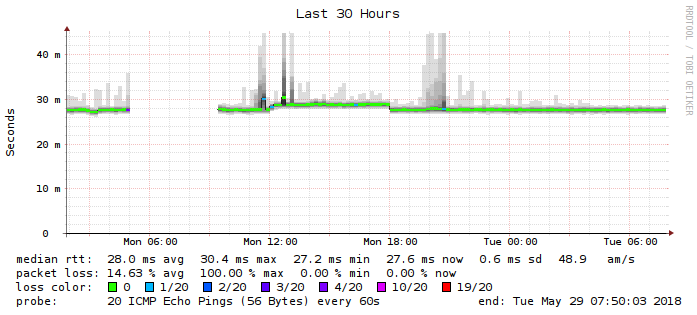 Last 30 Hours
RRDTOOL / TOBI OETIKER
Seconds
40 m
30 m
20 m
10 m
0
Mon 06:00 Mon 12:00 Mon 18:00 Tue 00:00 Tue 06:00
median rtt: 28.0 ms avg 30.4 ms max 27.2 ms min 27.6 ms now 0.6 ms sd 48.9 am/s
packet loss: 14.63 % avg 100.00 % max 0.00 % min 0.00 % now
loss color: 0 1/20 2/20 3/20 4/20 10/20 19/20
probe: 20 ICMP Echo Pings (56 Bytes) every 60s end: Tue May 29 07:50:03 2018